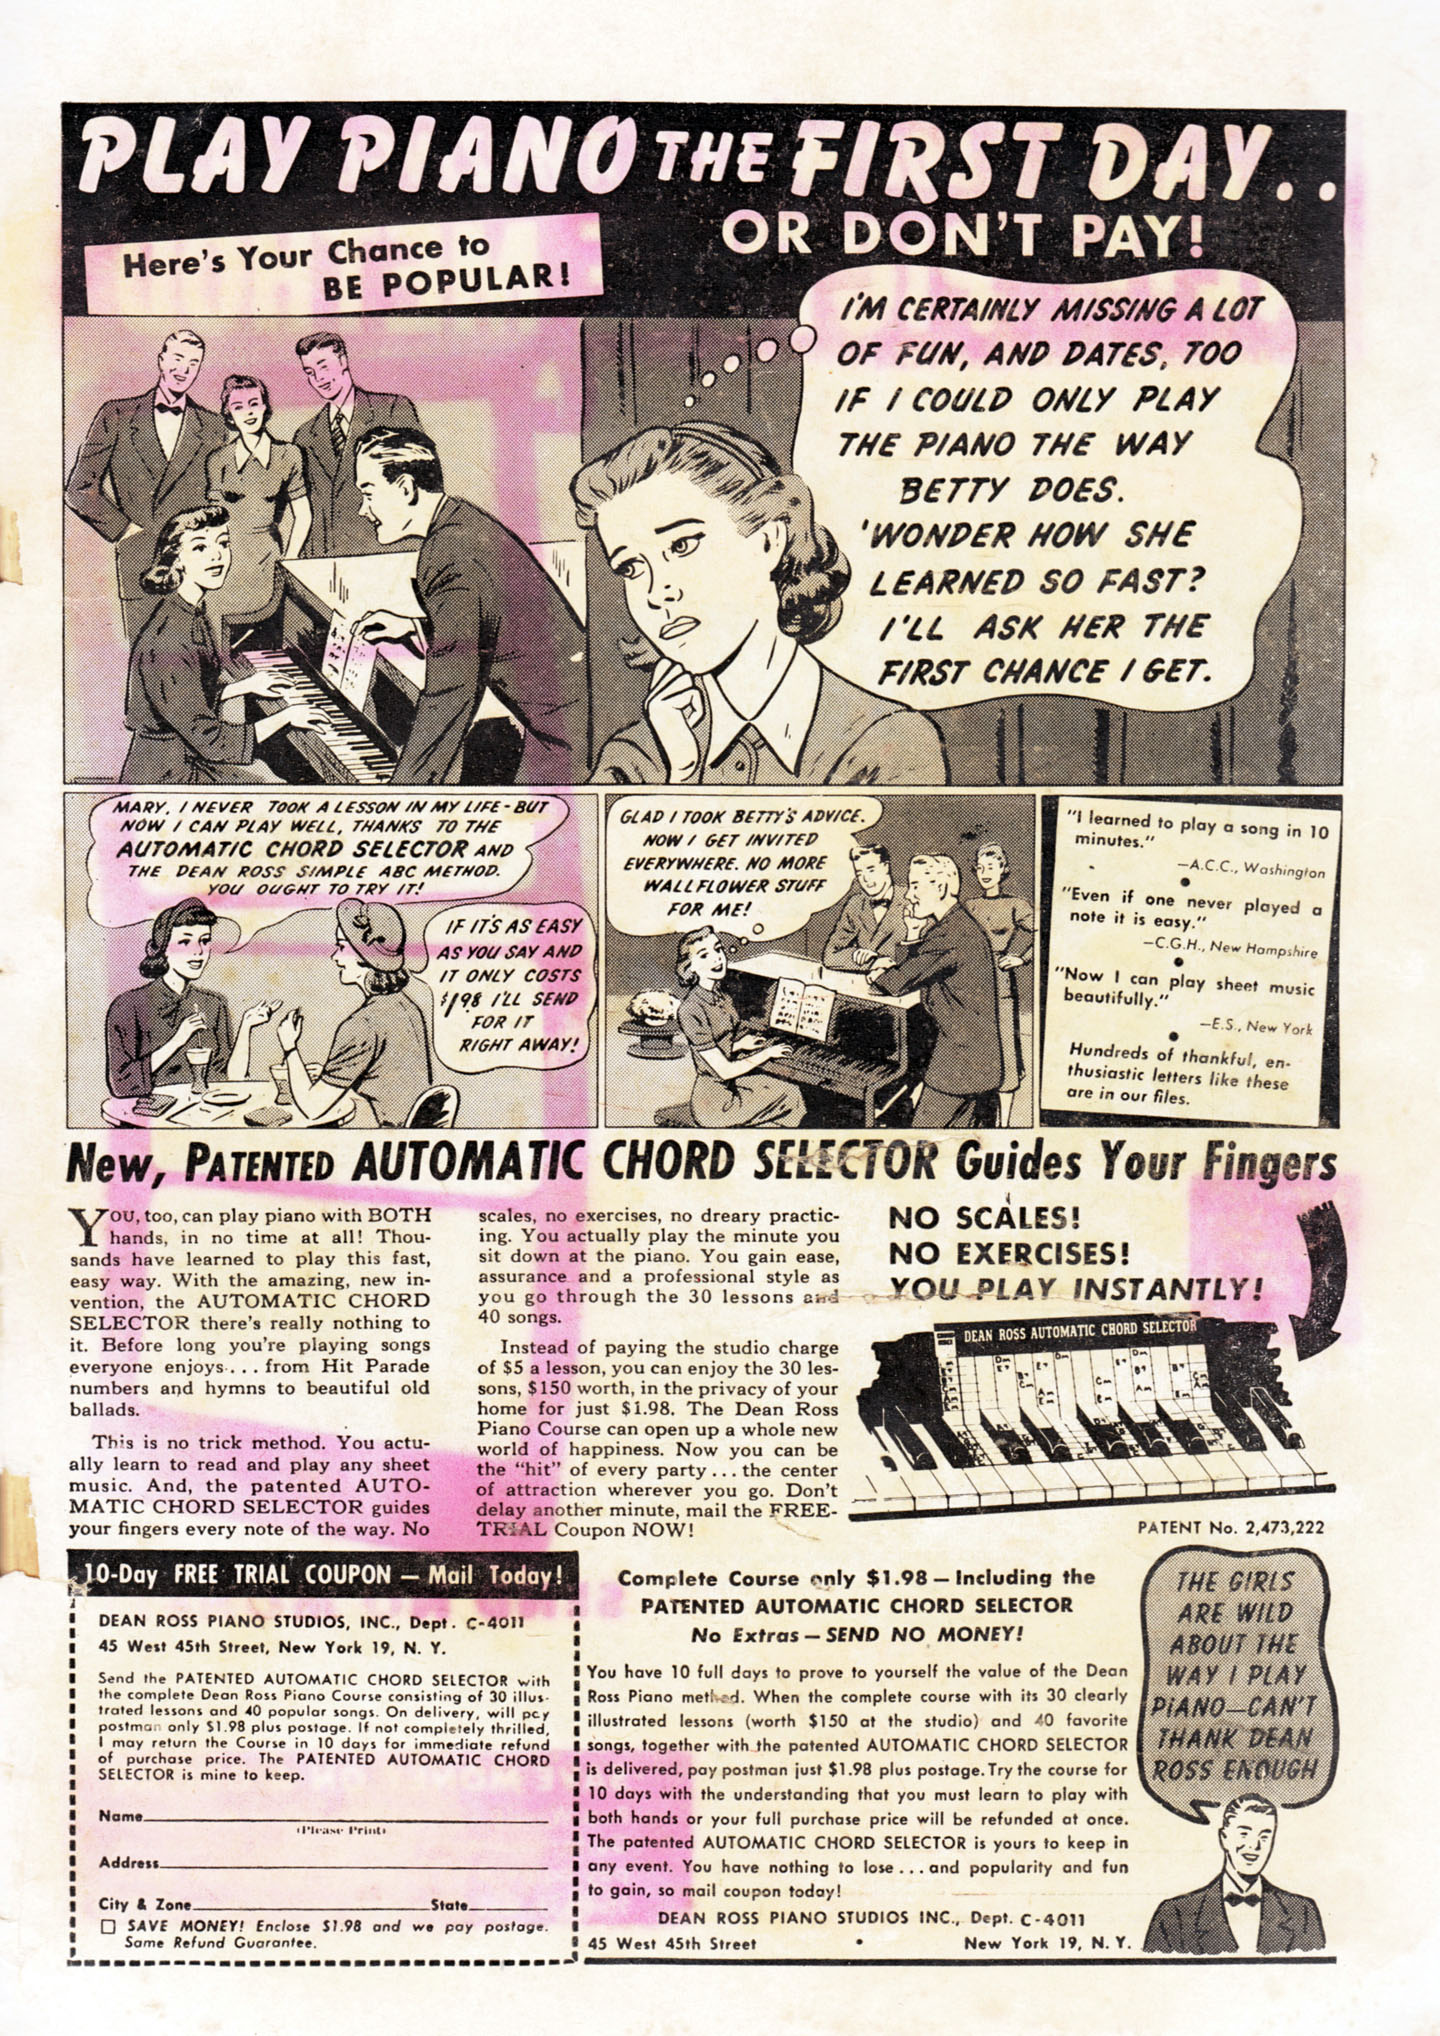 PLAY PIANO THE FIRST DAY..
OR DON'T PAY!
Here's Your Chance to
BE POPULAR!
I'M CERTAINLY MISSING A LOT
OF FUN, AND DATES, TOO
IF I COULD ONLY PLAY
THE PIANO THE WAY
BETTY DOES.
'WONDER HOW SHE
LEARNED SO FAST?
I'LL ASK HER THE
FIRST CHANCE I GET.
MARY, I NEVER TOOK A LESSON IN MY LIFE - BUT
NOW I CAN PLAY WELL, THANKS TO THE
AUTOMATIC CHORD SELECTOR AND
THE DEAN ROSS SIMPLE ABC METHOD.
YOU OUGHT TO TRY IT!
IF IT'S AS EASY
AS YOU SAY AND
IT ONLY COSTS
$1.98 I'LL SEND
FOR IT
RIGHT AWAY!
GLAD I TOOK BETTY'S ADVICE.
NOW I GET INVITED
EVERYWHERE. NO MORE
WALLFLOWER STUFF
FOR ME!
"I learned to play a song in 10
minutes."
—A.C.C., Washington
"Even if one never played a
note it is easy."
—C.G.H., New Hampshire
"Now I can play sheet music
beautifully."
—E.S., New York
Hundreds of thankful, en-
thusiastic letters like these
are in our files.
New, PATENTED AUTOMATIC CHORD SELECTOR Guides Your Fingers
YOU, too, can play piano with BOTH
hands, in no time at all! Thou-
sands have learned to play this fast,
easy way. With the amazing, new in-
vention, the AUTOMATIC CHORD
SELECTOR there's really nothing to
it. Before long you're playing songs
everyone enjoys... from Hit Parade
numbers and hymns to beautiful old
ballads.
This is no trick method. You actu-
ally learn to read and play any sheet
music. And, the patented AUTO-
MATIC CHORD SELECTOR guides
your fingers every note of the way. No
scales, no exercises, no dreary practic-
ing. You actually play the minute you
sit down at the piano. You gain ease,
assurance and a professional style as
you go through the 30 lessons and
40 songs.
Instead of paying the studio charge
of $5 a lesson, you can enjoy the 30 les-
sons, $150 worth, in the privacy of your
home for just $1.98. The Dean Ross
Piano Course can open up a whole new
world of happiness. Now you can be
the "hit" of every party... the center
of attraction wherever you go. Don't
delay another minute, mail the FREE-
TRIAL Coupon NOW!
NO SCALES!
NO EXERCISES!
YOU PLAY INSTANTLY!
DEAN ROSS AUTOMATIC CHORD SELECTOR
PATENT No. 2,473,222
10-Day FREE TRIAL COUPON — Mail Today!
DEAN ROSS PIANO STUDIOS, INC., Dept. C-4011
45 West 45th Street, New York 19, N. Y.
Send the PATENTED AUTOMATIC CHORD SELECTOR with
the complete Dean Ross Piano Course consisting of 30 illus-
trated lessons and 40 popular songs. On delivery, will pay
postman only $1.98 plus postage. If not completely thrilled,
I may return the Course in 10 days for immediate refund
of purchase price. The PATENTED AUTOMATIC CHORD
SELECTOR is mine to keep.
Name
(Please Print)
Address
City & Zone State
SAVE MONEY! Enclose $1.98 and we pay postage.
Same Refund Guarantee.
Complete Course only $1.98 — Including the
PATENTED AUTOMATIC CHORD SELECTOR
No Extras — SEND NO MONEY!
You have 10 full days to prove to yourself the value of the Dean
Ross Piano method. When the complete course with its 30 clearly
illustrated lessons (worth $150 at the studio) and 40 favorite
songs, together with the patented AUTOMATIC CHORD SELECTOR
is delivered, pay postman just $1.98 plus postage. Try the course for
10 days with the understanding that you must learn to play with
both hands or your full purchase price will be refunded at once.
The patented AUTOMATIC CHORD SELECTOR is yours to keep in
any event. You have nothing to lose... and popularity and fun
to gain, so mail coupon today!
DEAN ROSS PIANO STUDIOS INC., Dept. C-4011
45 West 45th Street • New York 19, N. Y.
THE GIRLS
ARE WILD
ABOUT THE
WAY I PLAY
PIANO—CAN'T
THANK DEAN
ROSS ENOUGH